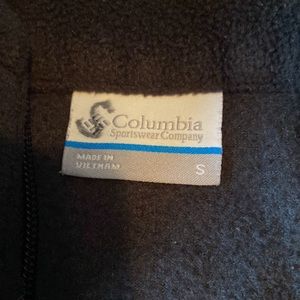 Columbia
Sportswear Company
MADE IN
VIETNAM
S